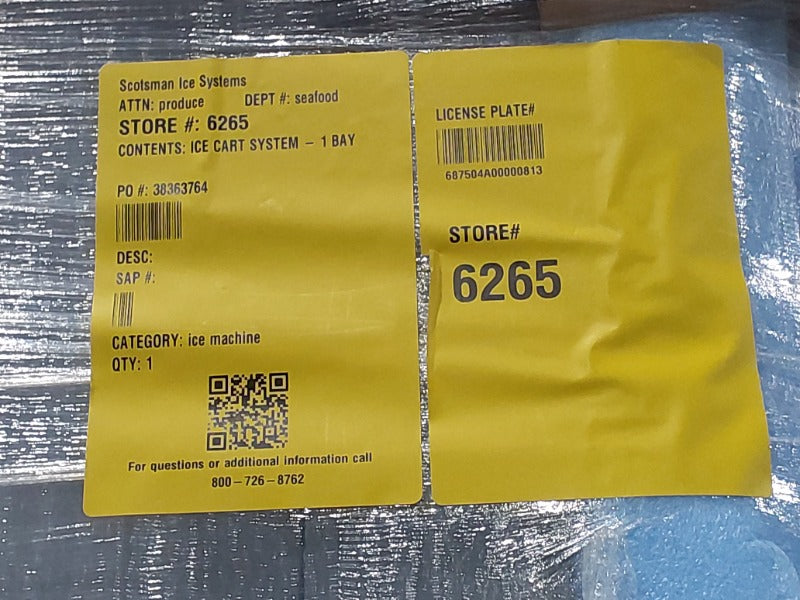 Scotsman Ice Systems
ATTN: produce DEPT #: seafood
STORE #: 6265
CONTENTS: ICE CART SYSTEM – 1 BAY
PO #: 38363764
DESC:
SAP #:
CATEGORY: ice machine
QTY: 1
For questions or additional information call
800-726-8762
LICENSE PLATE#
687504A00000813
STORE#
6265